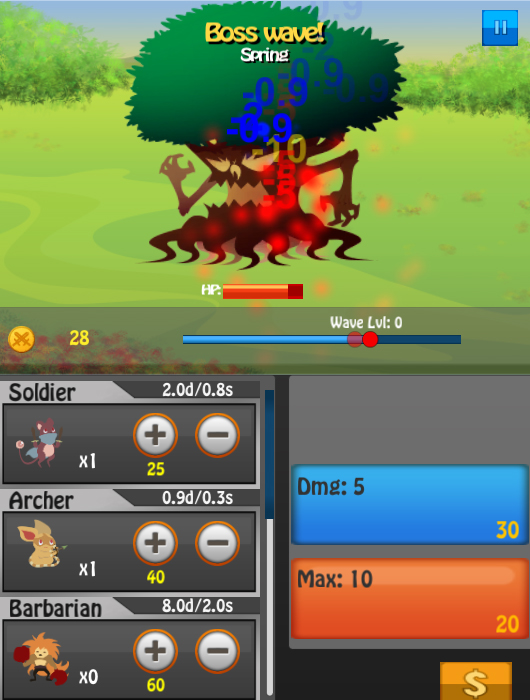 Boss wave!
Spring
-0.9
-0.9
-0.9
-10
-5
HP:
28
Wave Lvl: 0
Soldier
2.0d/0.8s
x1
25
Archer
0.9d/0.3s
x1
40
Barbarian
8.0d/2.0s
x0
60
Dmg: 5
30
Max: 10
20
$